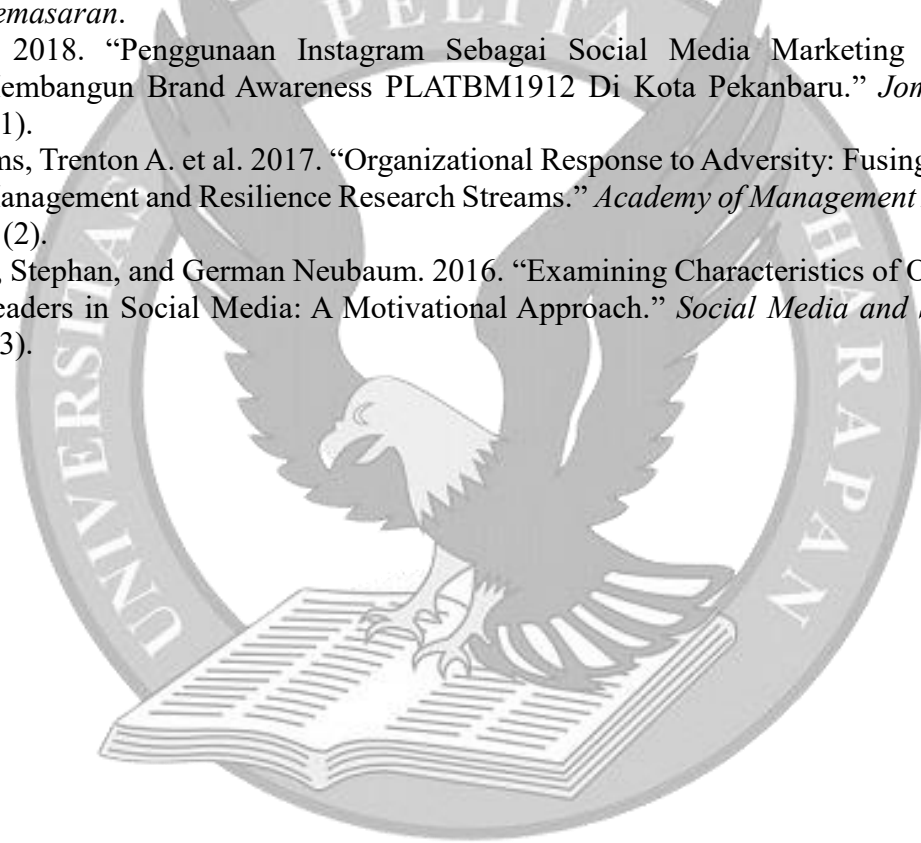 PELITA
emasaran.
2018. “Penggunaan Instagram Sebagai Social Media Marketing
embangun Brand Awareness PLATBM1912 Di Kota Pekanbaru.” Jom
1).
ms, Trenton A. et al. 2017. “Organizational Response to Adversity: Fusing
anagement and Resilience Research Streams.” Academy of Management
(2).
, Stephan, and German Neubaum. 2016. “Examining Characteristics of
eaders in Social Media: A Motivational Approach.” Social Media and
3).
UNIVERSITAS
HARAPAN